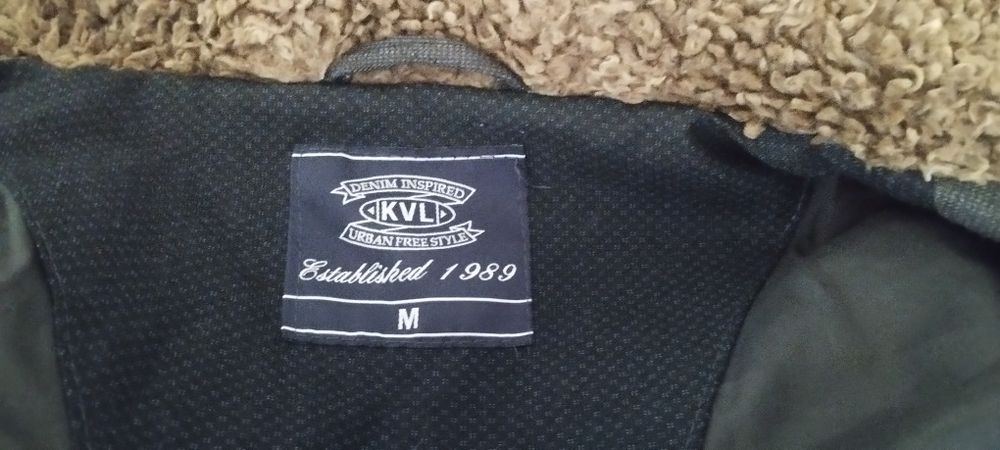 DENIM INSPIRED
KVL
URBAN FREE STYLE
Established 1989
M